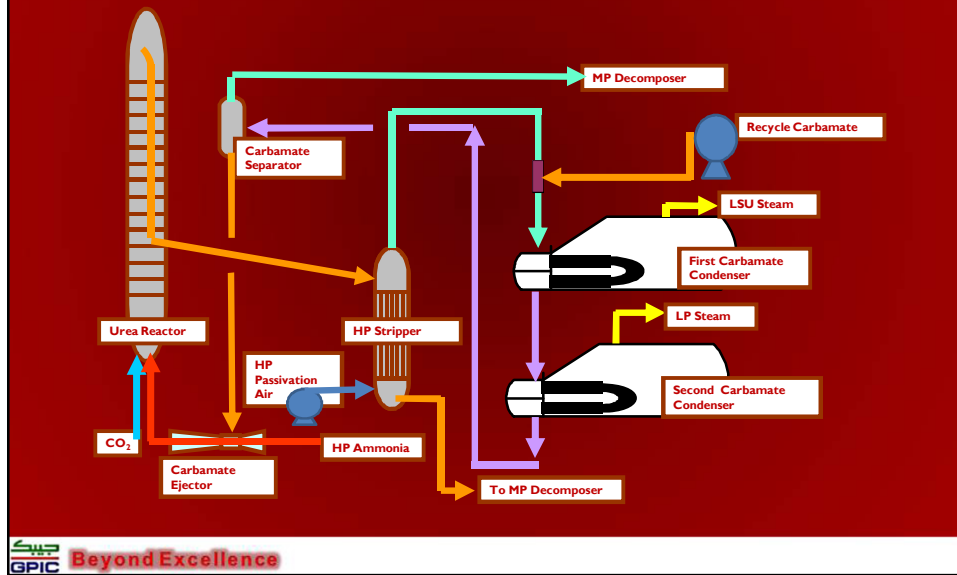 MP Decomposer
Recycle Carbamate
Carbamate
Separator
LSU Steam
First Carbamate
Condenser
LP Steam
Urea Reactor
HP Stripper
HP
Passivation
Air
Second Carbamate
Condenser
CO₂
HP Ammonia
Carbamate
Ejector
To MP Decomposer
جيبك
GPIC
Beyond Excellence